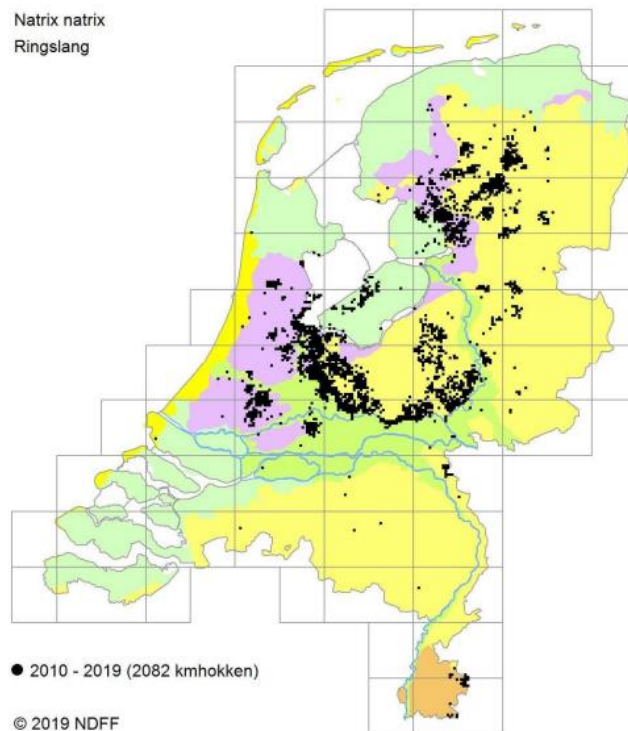 Natrix natrix
Ringslang
● 2010 - 2019 (2082 kmhokken)
© 2019 NDFF